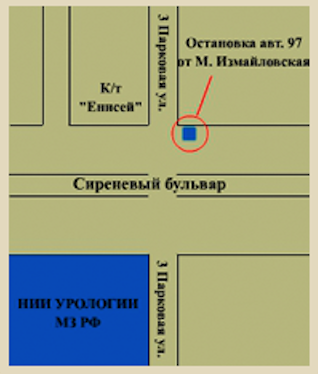 3 Парковая ул.
Остановка авт. 97
от М. Измайловская
К/т
"Енисей"
Сиреневый бульвар
3 Парковая ул.
НИИ УРОЛОГИИ
МЗ РФ